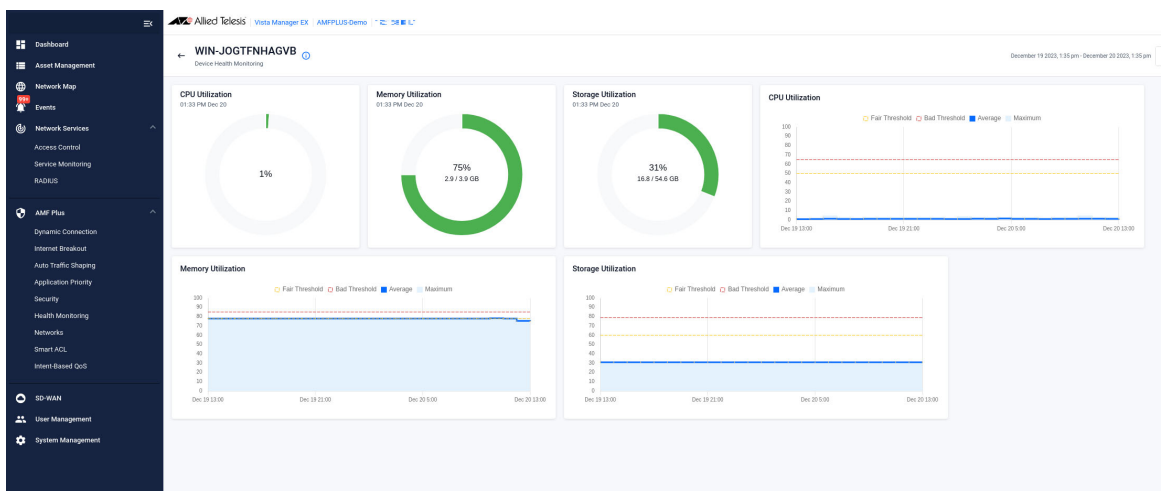 Allied Telesis Vista Manager EX AMFPLUS-Demo
Dashboard
Asset Management
Network Map
99+
Events
Network Services
Access Control
Service Monitoring
RADIUS
AMF Plus
Dynamic Connection
Internet Breakout
Auto Traffic Shaping
Application Priority
Security
Health Monitoring
Networks
Smart ACL
Intent-Based QoS
SD-WAN
User Management
System Management
WIN-JOGTFNHAGVB
Device Health Monitoring
December 19 2023, 1:35 pm - December 20 2023, 1:35 pm
CPU Utilization
01:33 PM Dec 20
1%
Memory Utilization
01:33 PM Dec 20
75%
2.9 / 3.9 GB
Storage Utilization
01:33 PM Dec 20
31%
16.8 / 54.6 GB
CPU Utilization
Fair Threshold Bad Threshold Average Maximum
100
90
80
70
60
50
40
30
20
10
0
Dec 19 13:00 Dec 19 21:00 Dec 20 5:00 Dec 20 13:00
Memory Utilization
Fair Threshold Bad Threshold Average Maximum
100
90
80
70
60
50
40
30
20
10
0
Dec 19 13:00 Dec 19 21:00 Dec 20 5:00 Dec 20 13:00
Storage Utilization
Fair Threshold Bad Threshold Average Maximum
100
90
80
70
60
50
40
30
20
10
0
Dec 19 13:00 Dec 19 21:00 Dec 20 5:00 Dec 20 13:00